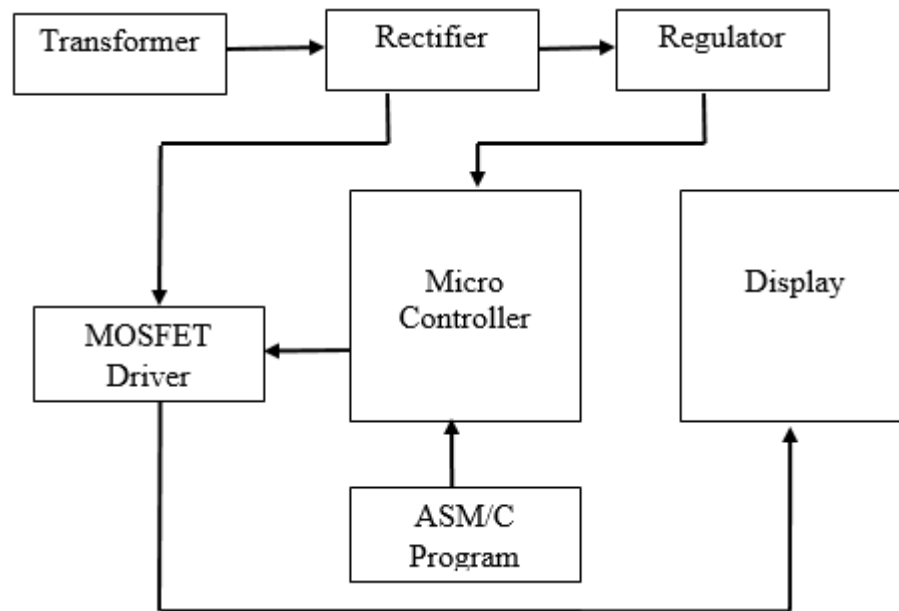 Transformer
Rectifier
Regulator
Micro
Controller
Display
MOSFET
Driver
ASM/C
Program